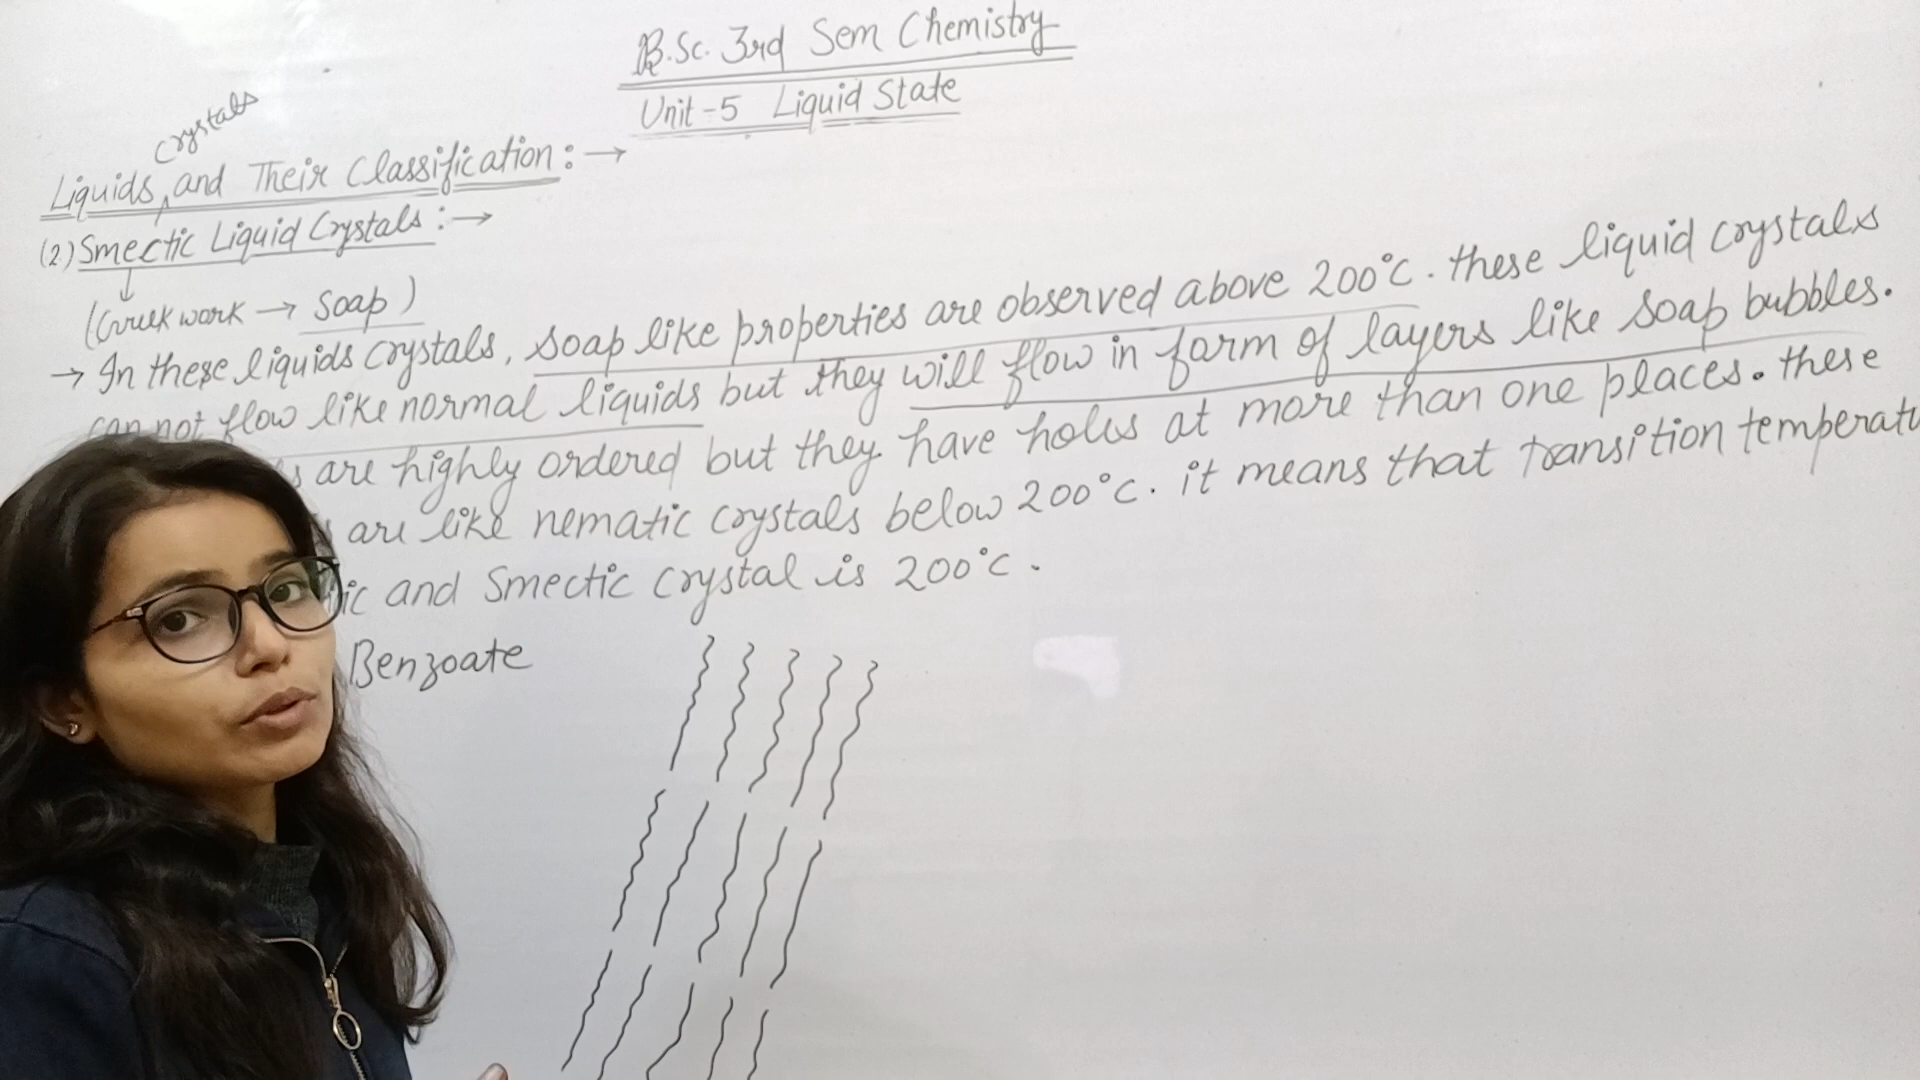 B.Sc. 3rd Sem Chemistry
Unit-5 Liquid State
crystals
Liquids and Their Classification :→
(2) Smectic Liquid Crystals :→
(Greek work → Soap)
→ In these liquids crystals, soap like properties are observed above 200°C. these liquid crystals
can not flow like normal liquids but they will flow in form of layers like soap bubbles.
are highly ordered but they have holes at more than one places. these
are like nematic crystals below 200°C. it means that transition temperatu
ic and Smectic crystal is 200°C.
Benzoate